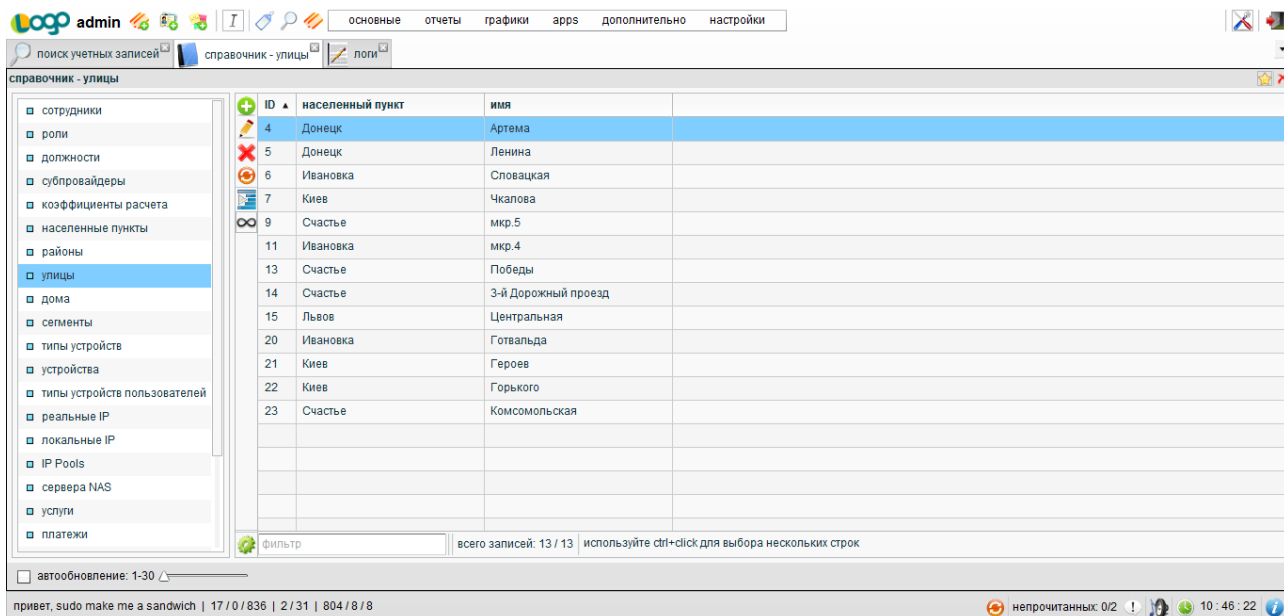 Logo admin I основные отчеты графики apps дополнительно настройки
поиск учетных записей справочник - улицы логи
справочник - улицы
сотрудники
роли
должности
субпровайдеры
коэффициенты расчета
населенные пункты
районы
улицы
дома
сегменты
типы устройств
устройства
типы устройств пользователей
реальные IP
локальные IP
IP Pools
сервера NAS
услуги
платежи
ID населенный пункт имя
4 Донецк Артема
5 Донецк Ленина
6 Ивановка Словацкая
7 Киев Чкалова
9 Счастье мкр.5
11 Ивановка мкр.4
13 Счастье Победы
14 Счастье 3-й Дорожный проезд
15 Львов Центральная
20 Ивановка Готвальда
21 Киев Героев
22 Киев Горького
23 Счастье Комсомольская
фильтр всего записей: 13 / 13 используйте ctrl+click для выбора нескольких строк
автообновление: 1-30
привет, sudo make me a sandwich | 17 / 0 / 836 | 2 / 31 | 804 / 8 / 8 непрочитанных: 0/2 ! 10 : 46 : 22